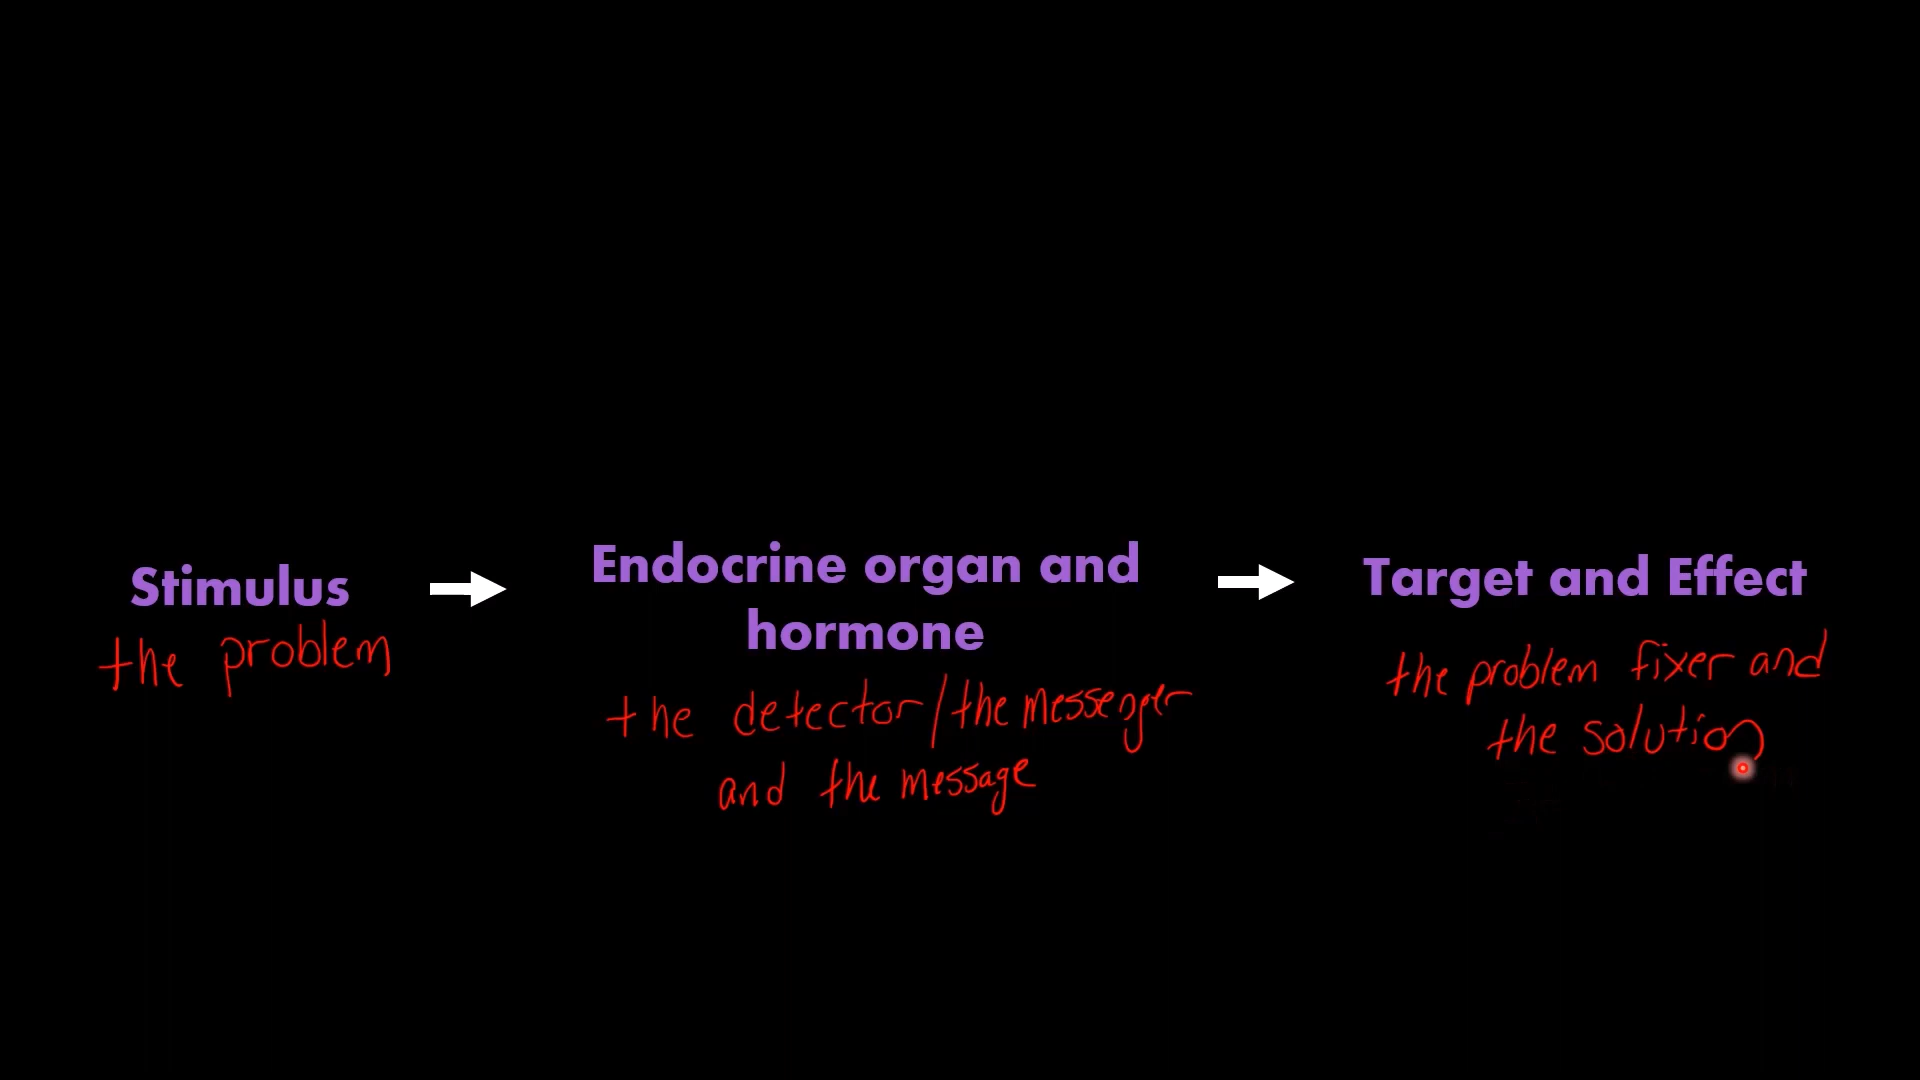 Stimulus
the problem
Endocrine organ and
hormone
the detector/the messenger
and the message
Target and Effect
the problem fixer and
the solution